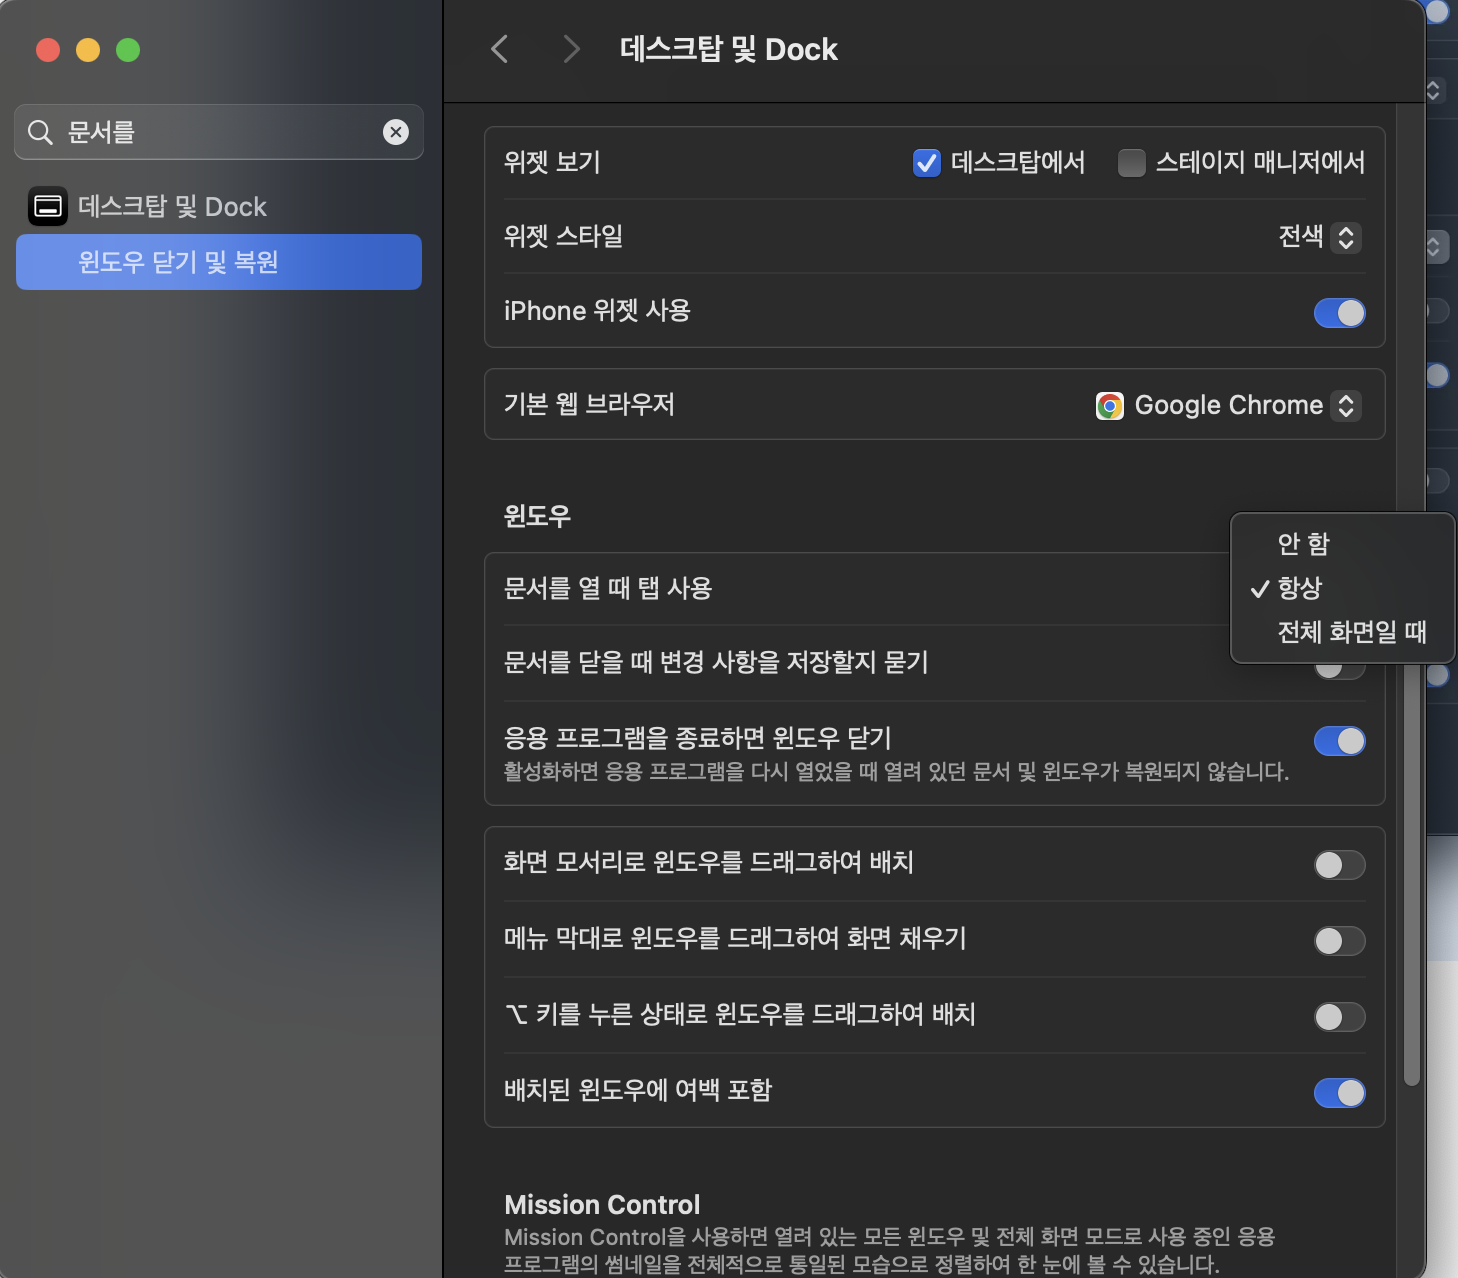 데스크탑 및 Dock
문서를
데스크탑 및 Dock
윈도우 닫기 및 복원
위젯 보기 데스크탑에서 스테이지 매니저에서
위젯 스타일 전색
iPhone 위젯 사용
기본 웹 브라우저 Google Chrome
윈도우
안 함
문서를 열 때 탭 사용 ✓ 항상
전체 화면일 때
문서를 닫을 때 변경 사항을 저장할지 묻기
응용 프로그램을 종료하면 윈도우 닫기
활성화하면 응용 프로그램을 다시 열었을 때 열려 있던 문서 및 윈도우가 복원되지 않습니다.
화면 모서리로 윈도우를 드래그하여 배치
메뉴 막대로 윈도우를 드래그하여 화면 채우기
⌥ 키를 누른 상태로 윈도우를 드래그하여 배치
배치된 윈도우에 여백 포함
Mission Control
Mission Control을 사용하면 열려 있는 모든 윈도우 및 전체 화면 모드로 사용 중인 응용
프로그램의 썸네일을 전체적으로 통일된 모습으로 정렬하여 한 눈에 볼 수 있습니다.